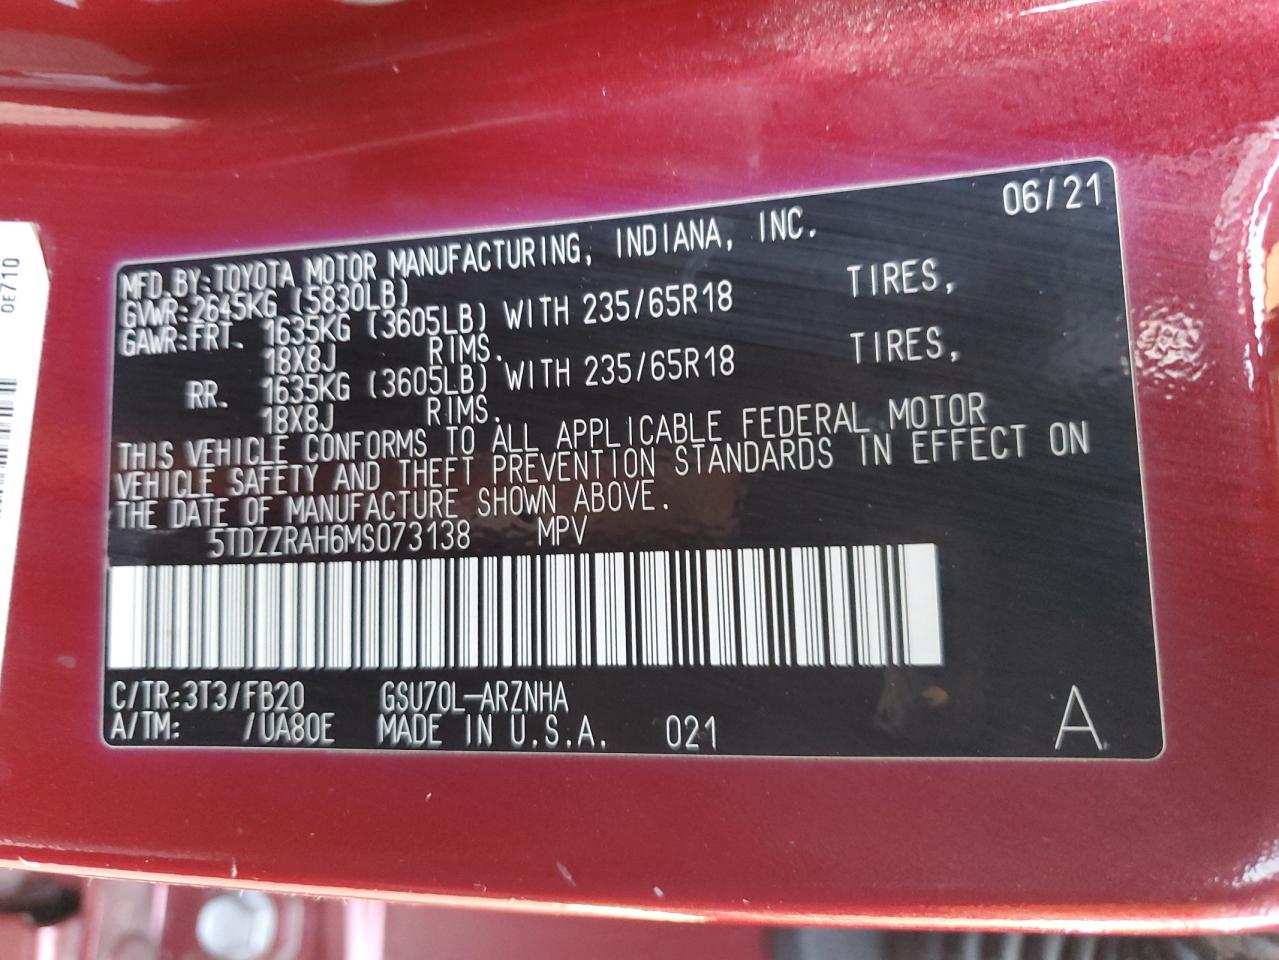 06/21
MFD.BY:TOYOTA MOTOR MANUFACTURING, INDIANA, INC.
GVWR:2645KG (5830LB)
GAWR:FRT. 1635KG (3605LB) WITH 235/65R18 TIRES,
18X8J RIMS.
RR. 1635KG (3605LB) WITH 235/65R18 TIRES,
18X8J RIMS.
THIS VEHICLE CONFORMS TO ALL APPLICABLE FEDERAL MOTOR
VEHICLE SAFETY AND THEFT PREVENTION STANDARDS IN EFFECT ON
THE DATE OF MANUFACTURE SHOWN ABOVE.
5TDZZRAH6MS073138 MPV
C/TR:3T3/FB20 GSU70L-ARZNHA
A/TM: /UA80E MADE IN U.S.A. 021 A
0E710